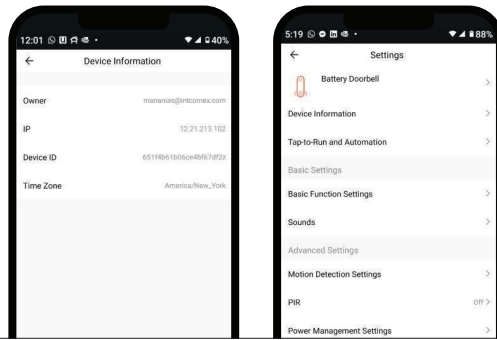 12:01
40%
Device Information
Owner
manamas@intcomex.com
IP
12.21.213.102
Device ID
651f4b61b06ce4bf67df2z
Time Zone
America/New_York
5:19
88%
Settings
Battery Doorbell
Device Information
Tap-to-Run and Automation
Basic Settings
Basic Function Settings
Sounds
Advanced Settings
Motion Detection Settings
PIR
Off
Power Management Settings